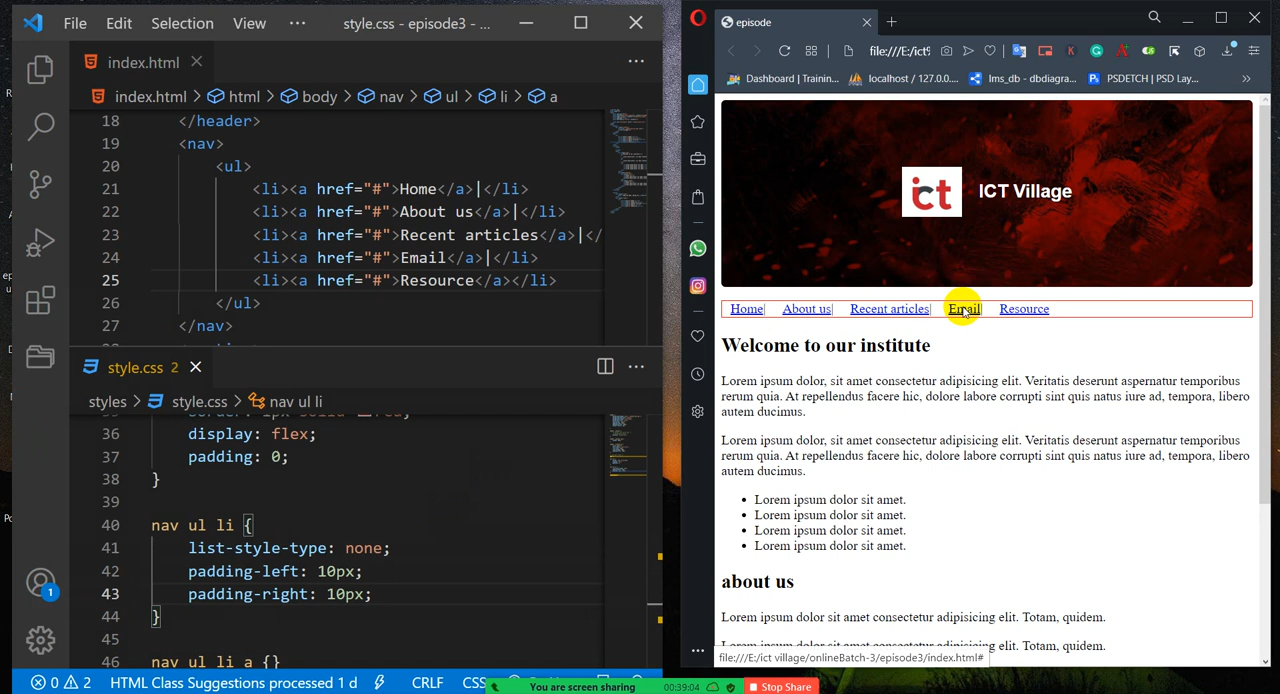 File Edit Selection View ··· style.css - episode3 - ...
index.html
index.html > html > body > nav > ul > li > a
18 </header>
19 <nav>
20 <ul>
21 <li><a href="#">Home</a>|</li>
22 <li><a href="#">About us</a>|</li>
23 <li><a href="#">Recent articles</a>|</
24 <li><a href="#">Email</a>|</li>
25 <li><a href="#">Resource</a></li>
26 </ul>
27 </nav>
style.css 2
styles > style.css > nav ul li
36 display: flex;
37 padding: 0;
38 }
39
40 nav ul li {
41 list-style-type: none;
42 padding-left: 10px;
43 padding-right: 10px;
44 }
45
46 nav ul li a {}
1
0 2 HTML Class Suggestions processed 1 d CRLF CSS
You are screen sharing 00:39:04 Stop Share
episode
file:///E:/ict
Dashboard | Trainin... localhost / 127.0.0.... lms_db - dbdiagra... PSDETCH | PSD Lay... »
ict ICT Village
Home| About us| Recent articles| Email| Resource
Welcome to our institute
Lorem ipsum dolor, sit amet consectetur adipisicing elit. Veritatis deserunt aspernatur temporibus
rerum quia. At repellendus facere hic, dolore labore corrupti sint quis natus iure ad, tempora, libero
autem ducimus.
Lorem ipsum dolor, sit amet consectetur adipisicing elit. Veritatis deserunt aspernatur temporibus
rerum quia. At repellendus facere hic, dolore labore corrupti sint quis natus iure ad, tempora, libero
autem ducimus.
• Lorem ipsum dolor sit amet.
• Lorem ipsum dolor sit amet.
• Lorem ipsum dolor sit amet.
• Lorem ipsum dolor sit amet.
about us
Lorem ipsum dolor sit amet consectetur adipisicing elit. Totam, quidem.
file:///E:/ict village/onlineBatch-3/episode3/index.html#